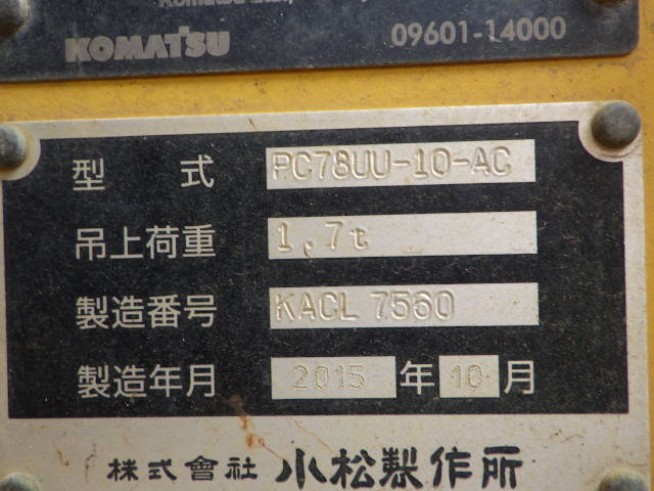 KOMATSU 09601-14000
型 式 PC78UU-10-AC
吊上荷重 1,7t
製造番号 KACL 7560
製造年月 2015 年 10 月
株式會社 小松製作所